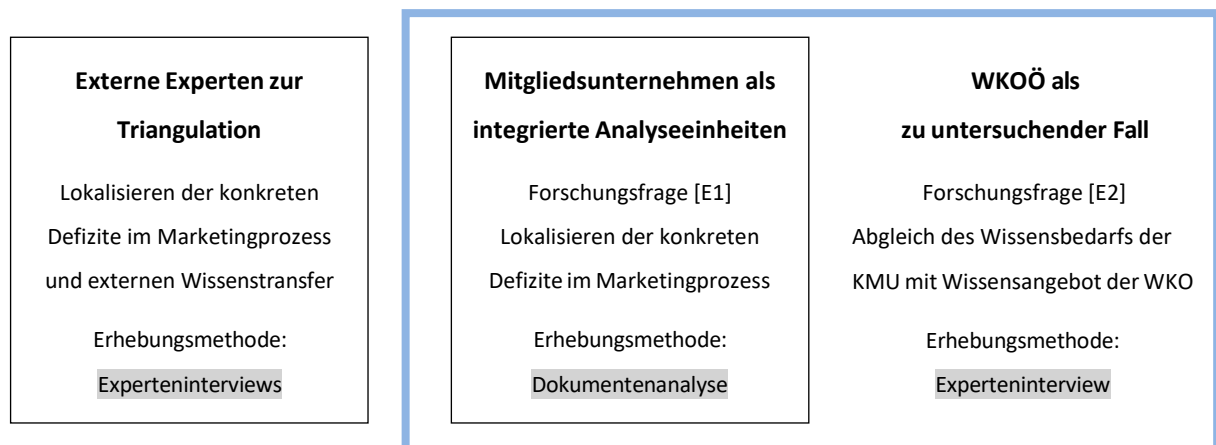 Externe Experten zur
Triangulation
Lokalisieren der konkreten
Defizite im Marketingprozess
und externen Wissenstransfer
Erhebungsmethode:
Experteninterviews
Mitgliedsunternehmen als
integrierte Analyseeinheiten
Forschungsfrage [E1]
Lokalisieren der konkreten
Defizite im Marketingprozess
Erhebungsmethode:
Dokumentenanalyse
WKOÖ als
zu untersuchender Fall
Forschungsfrage [E2]
Abgleich des Wissensbedarfs der
KMU mit Wissensangebot der WKO
Erhebungsmethode:
Experteninterview